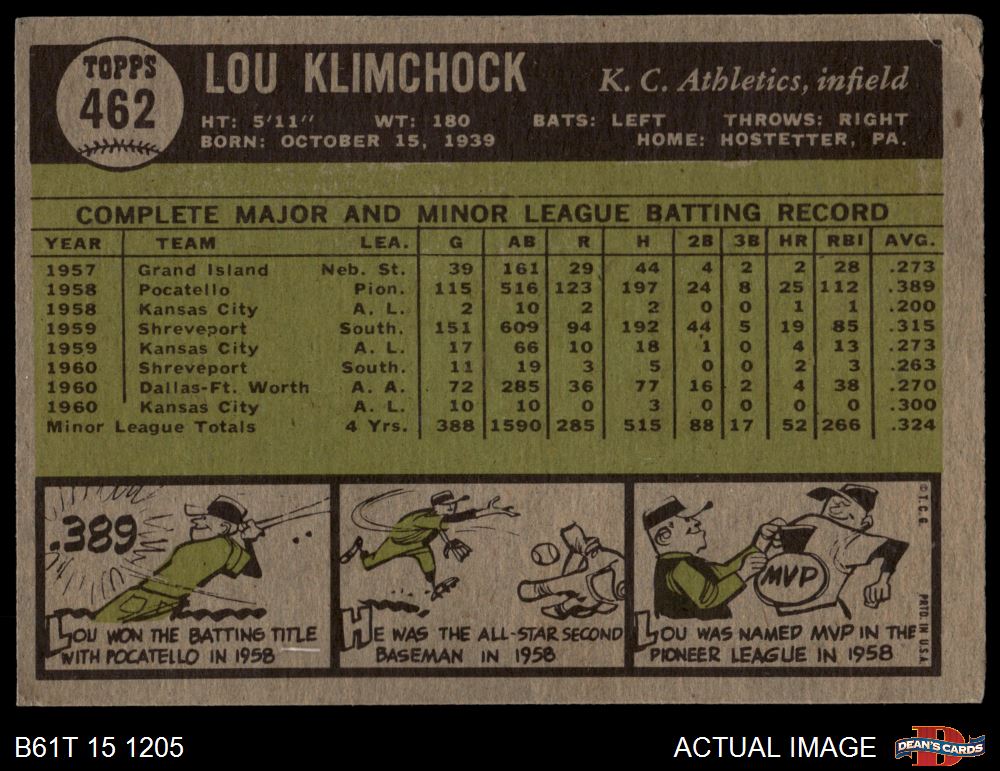 TOPPS
462
LOU KLIMCHOCK
K. C. Athletics, infield
HT: 5'11" WT: 180 BATS: LEFT THROWS: RIGHT
BORN: OCTOBER 15, 1939 HOME: HOSTETTER, PA.
COMPLETE MAJOR AND MINOR LEAGUE BATTING RECORD
YEAR TEAM LEA. G AB R H 2B 3B HR RBI AVG.
1957 Grand Island Neb. St. 39 161 29 44 4 2 2 28 .273
1958 Pocatello Pion. 115 516 123 197 24 8 25 112 .389
1958 Kansas City A. L. 2 10 2 2 0 0 1 1 .200
1959 Shreveport South. 151 609 94 192 44 5 19 85 .315
1959 Kansas City A. L. 17 66 10 18 1 0 4 13 .273
1960 Shreveport South. 11 19 3 5 0 0 2 3 .263
1960 Dallas-Ft. Worth A. A. 72 285 36 77 16 2 4 38 .270
1960 Kansas City A. L. 10 10 0 3 0 0 0 0 .300
Minor League Totals 4 Yrs. 388 1590 285 515 88 17 52 266 .324
.389
LOU WON THE BATTING TITLE
WITH POCATELLO IN 1958
HE WAS THE ALL-STAR SECOND
BASEMAN IN 1958
MVP
LOU WAS NAMED MVP IN THE
PIONEER LEAGUE IN 1958
© T. C. G.
PRTD IN U.S.A.
B61T 15 1205
ACTUAL IMAGE
D
DEAN'S CARDS